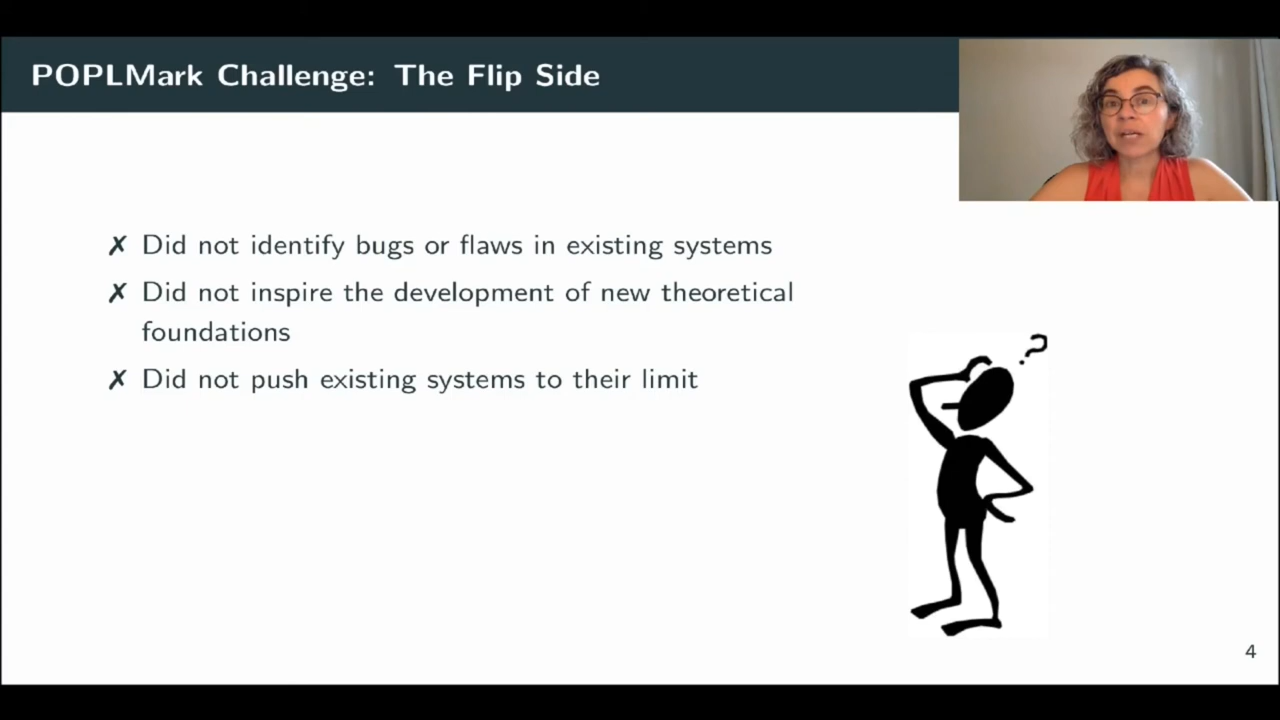 POPLMark Challenge: The Flip Side
✗ Did not identify bugs or flaws in existing systems
✗ Did not inspire the development of new theoretical
foundations
✗ Did not push existing systems to their limit
?
4